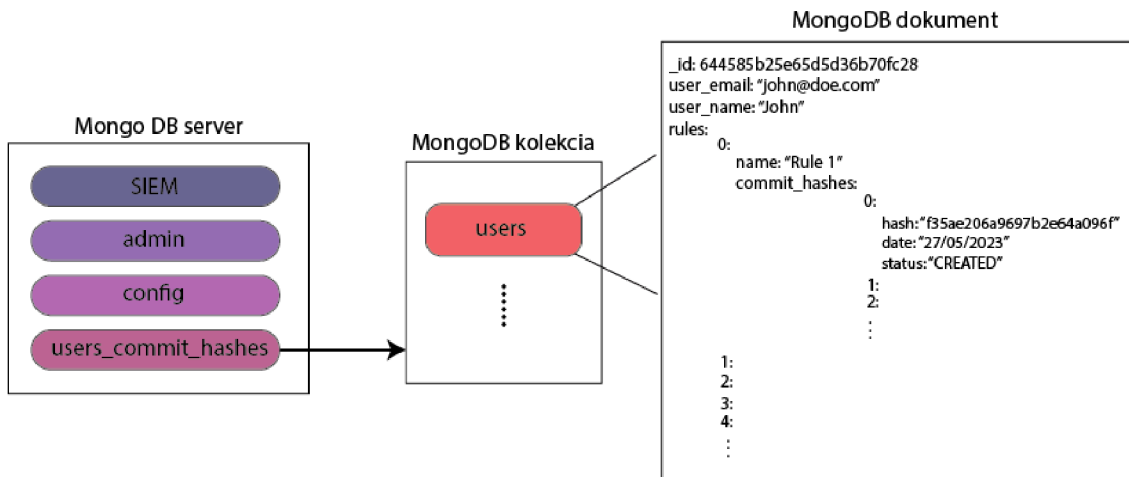 Mongo DB server
SIEM
admin
config
users_commit_hashes
MongoDB kolekcia
users
MongoDB dokument
_id: 644585b25e65d5d36b70fc28
user_email: “john@doe.com”
user_name: “John”
rules:
0:
name: “Rule 1”
commit_hashes:
0:
hash: “f35ae206a9697b2e64a096f”
date: “27/05/2023”
status: “CREATED”
1:
2:
1:
2:
3:
4: